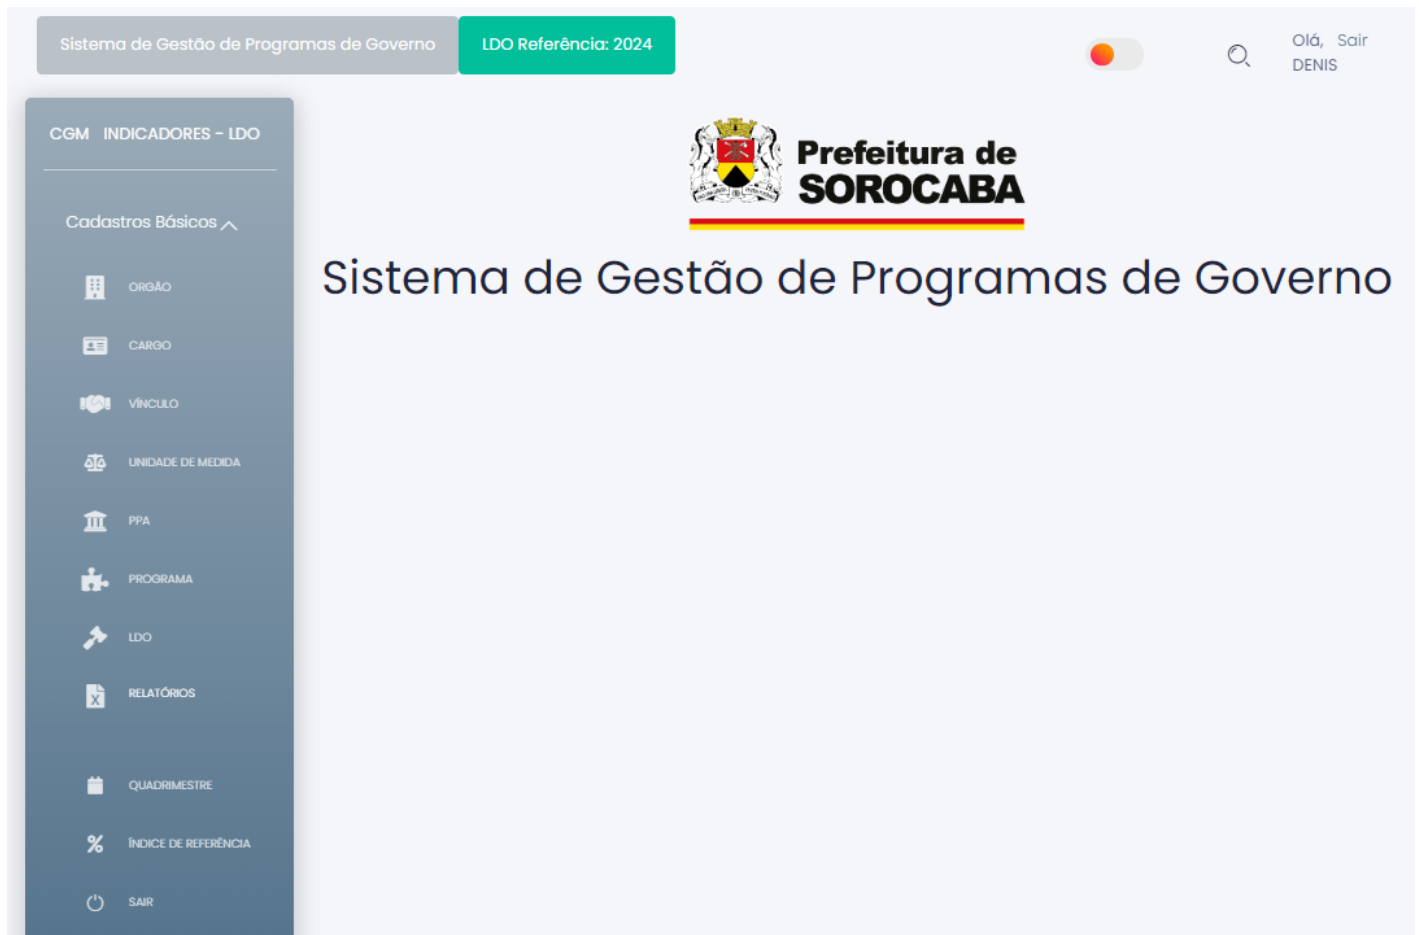 Sistema de Gestão de Programas de Governo
LDO Referência: 2024
Olá, Sair
DENIS
CGM INDICADORES - LDO
Cadastros Básicos
ORGÃO
CARGO
VÍNCULO
UNIDADE DE MEDIDA
PPA
PROGRAMA
LDO
RELATÓRIOS
QUADRIMESTRE
ÍNDICE DE REFERÊNCIA
SAIR
Prefeitura de
SOROCABA
Sistema de Gestão de Programas de Governo